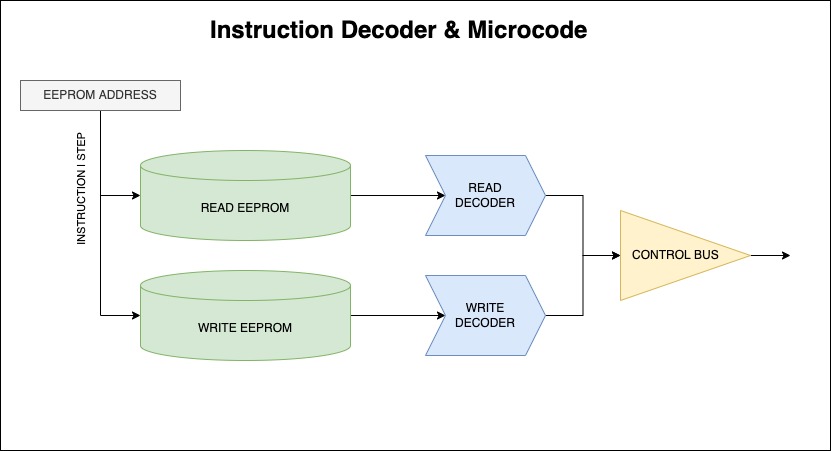 Instruction Decoder & Microcode
EEPROM ADDRESS
INSTRUCTION | STEP
READ EEPROM
READ
DECODER
CONTROL BUS
WRITE EEPROM
WRITE
DECODER